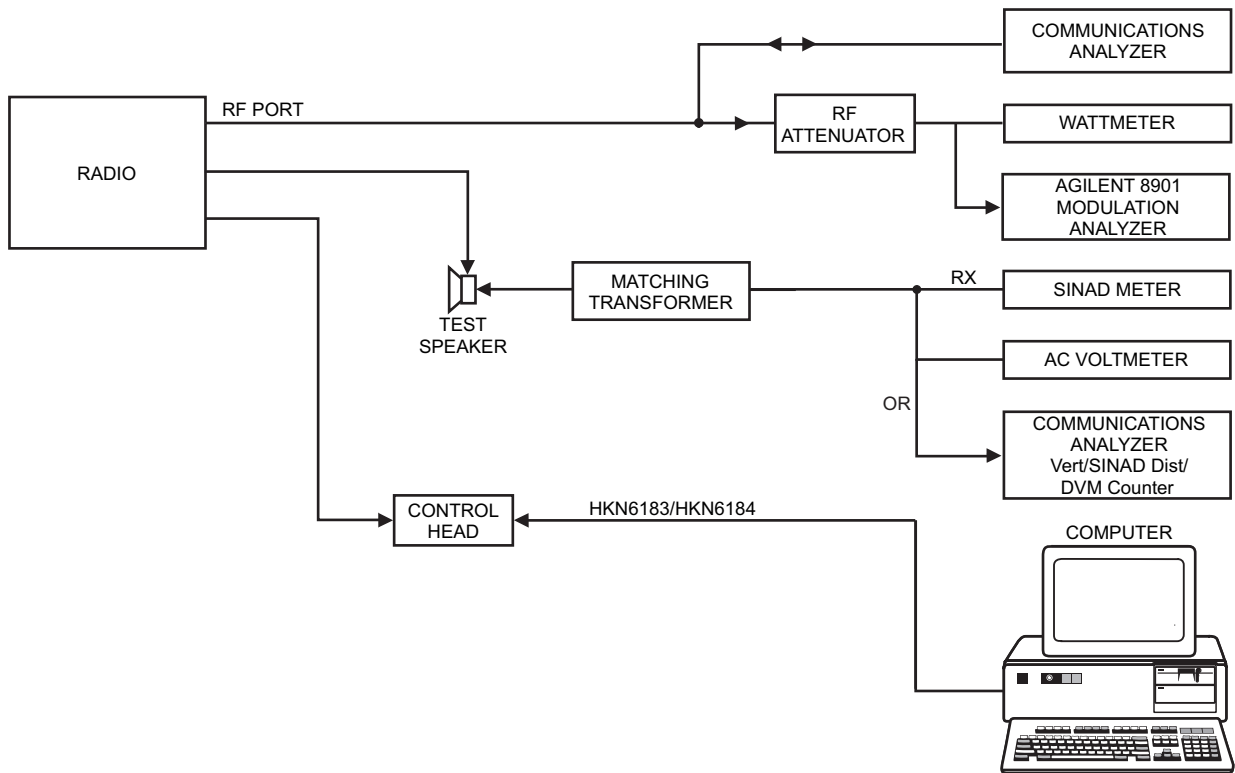 COMMUNICATIONS
ANALYZER
RF PORT
RF
ATTENUATOR
WATTMETER
RADIO
AGILENT 8901
MODULATION
ANALYZER
MATCHING
TRANSFORMER
RX
SINAD METER
TEST
SPEAKER
AC VOLTMETER
OR
COMMUNICATIONS
ANALYZER
Vert/SINAD Dist/
DVM Counter
CONTROL
HEAD
HKN6183/HKN6184
COMPUTER